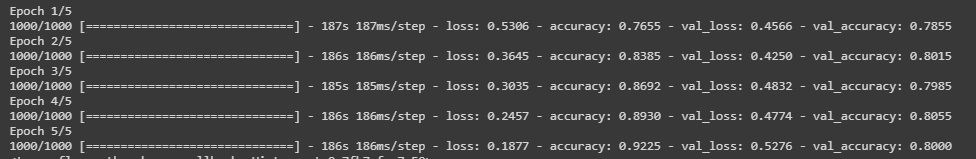 Epoch 1/5
1000/1000 [==============================] - 187s 187ms/step - loss: 0.5306 - accuracy: 0.7655 - val_loss: 0.4566 - val_accuracy: 0.7855
Epoch 2/5
1000/1000 [==============================] - 186s 186ms/step - loss: 0.3645 - accuracy: 0.8385 - val_loss: 0.4250 - val_accuracy: 0.8015
Epoch 3/5
1000/1000 [==============================] - 185s 185ms/step - loss: 0.3035 - accuracy: 0.8692 - val_loss: 0.4832 - val_accuracy: 0.7985
Epoch 4/5
1000/1000 [==============================] - 186s 186ms/step - loss: 0.2457 - accuracy: 0.8930 - val_loss: 0.4774 - val_accuracy: 0.8055
Epoch 5/5
1000/1000 [==============================] - 186s 186ms/step - loss: 0.1877 - accuracy: 0.9225 - val_loss: 0.5276 - val_accuracy: 0.8000